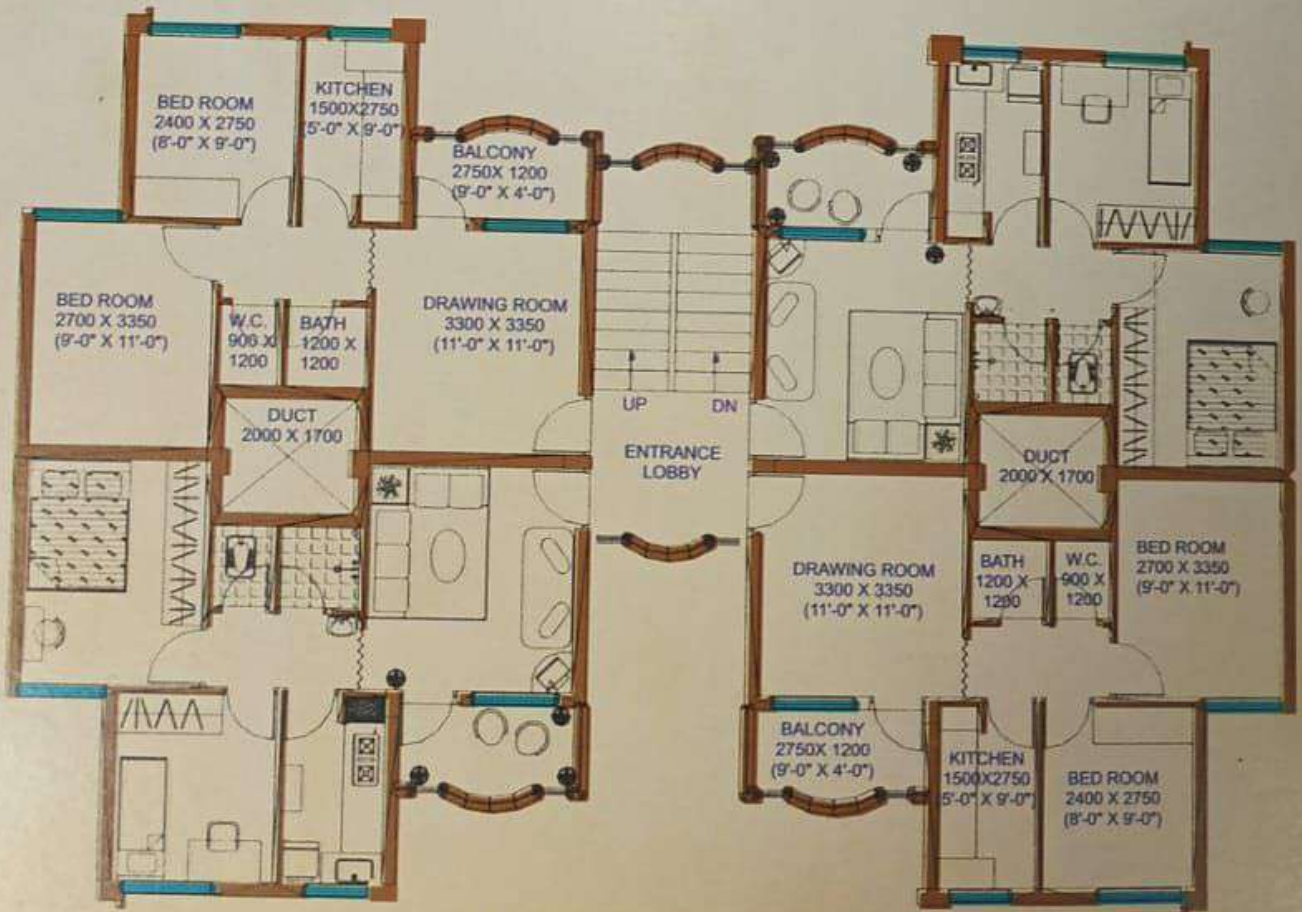 BED ROOM
2400 X 2750
(8'-0" X 9'-0")
KITCHEN
1500X2750
(5'-0" X 9'-0")
BALCONY
2750X 1200
(9'-0" X 4'-0")
BED ROOM
2700 X 3350
(9'-0" X 11'-0")
W.C.
900 X
1200
BATH
1200 X
1200
DRAWING ROOM
3300 X 3350
(11'-0" X 11'-0")
DUCT
2000 X 1700
UP
DN
ENTRANCE
LOBBY
DUCT
2000 X 1700
DRAWING ROOM
3300 X 3350
(11'-0" X 11'-0")
BATH
1200 X
1200
W.C.
900 X
1200
BED ROOM
2700 X 3350
(9'-0" X 11'-0")
BALCONY
2750X 1200
(9'-0" X 4'-0")
KITCHEN
1500X2750
5'-0" X 9'-0")
BED ROOM
2400 X 2750
(8'-0" X 9'-0")